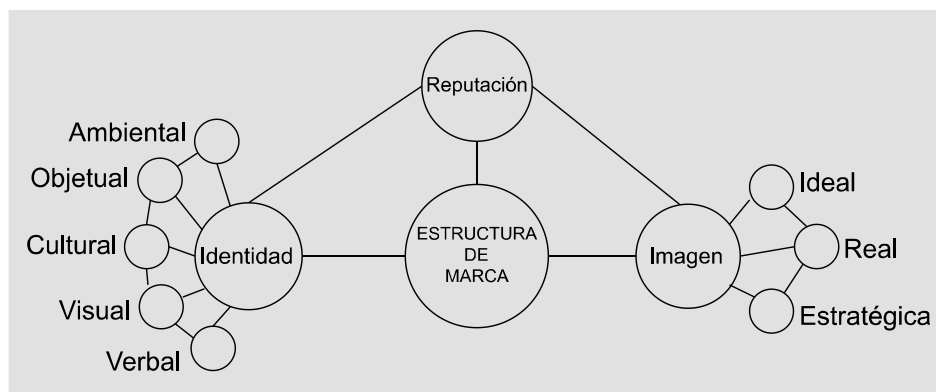 Reputación
Ambiental
Objetual
Cultural
Visual
Verbal
Identidad
ESTRUCTURA
DE
MARCA
Imagen
Ideal
Real
Estratégica